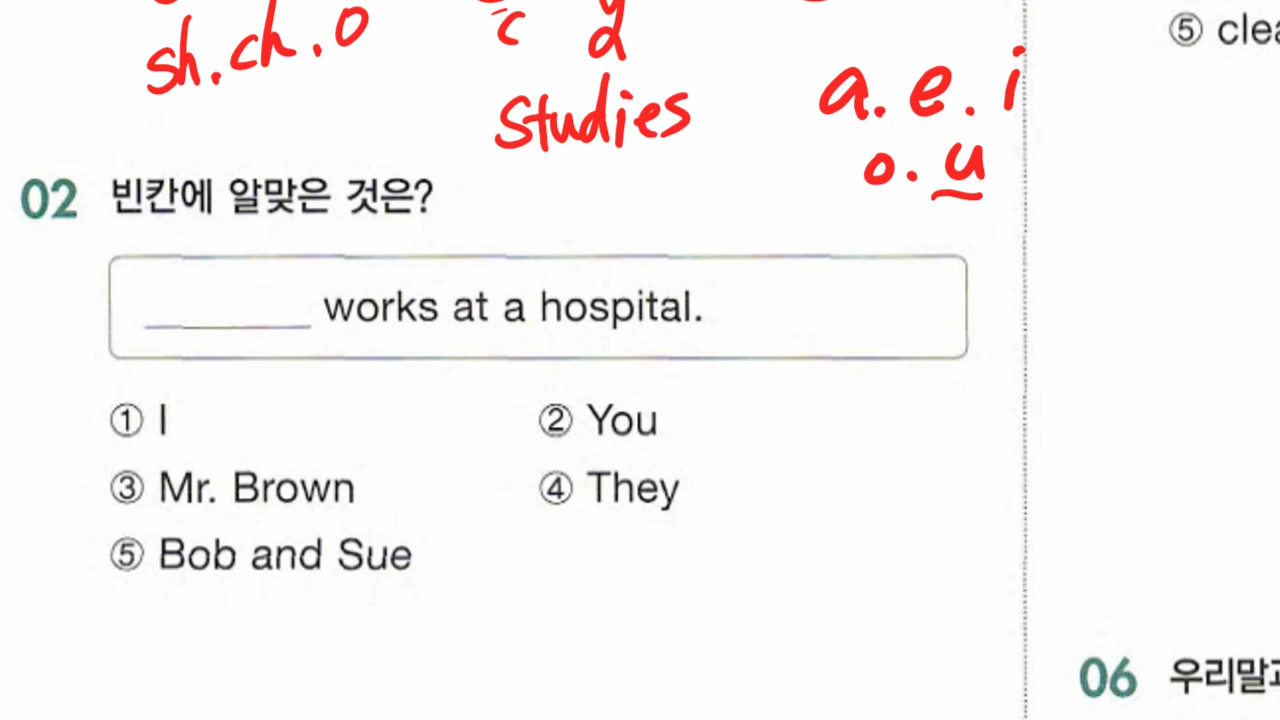 sh.ch.o
c
d
studies
a.e.i
o.u
⑤ clea
02 빈칸에 알맞은 것은?
________ works at a hospital.
① I
② You
③ Mr. Brown
④ They
⑤ Bob and Sue
06 우리말과